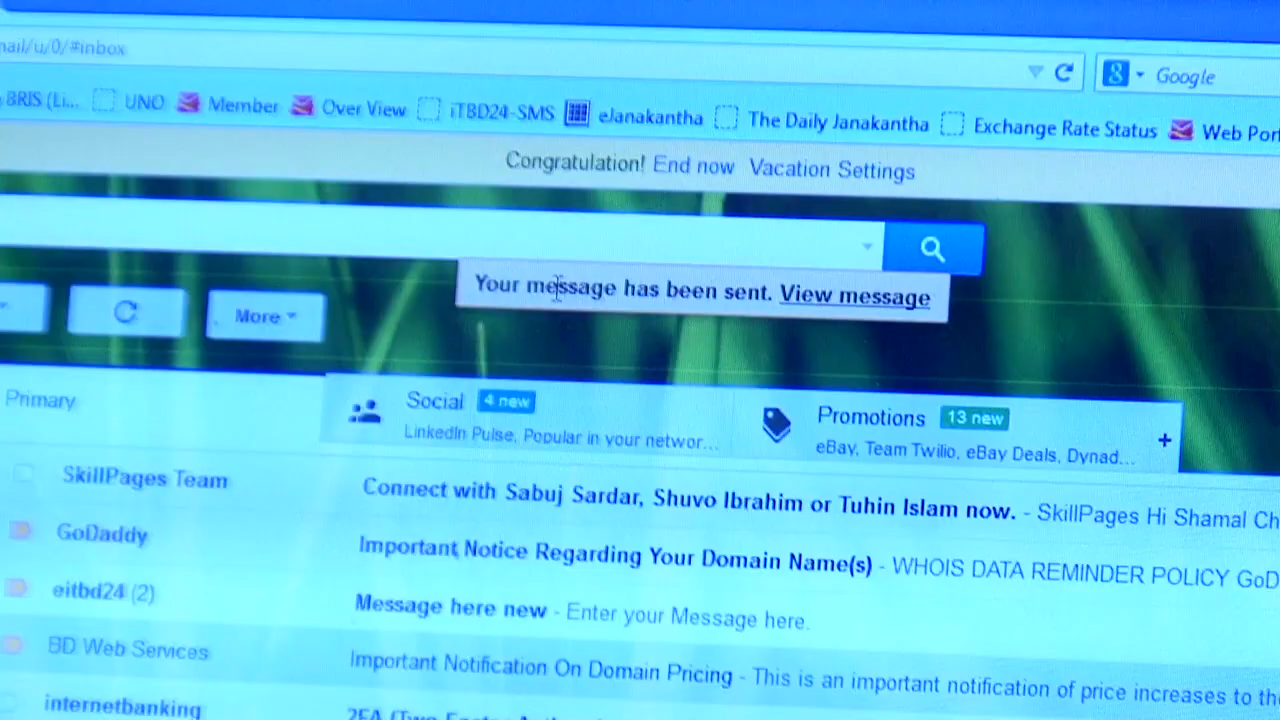 mail/u/0/#inbox
Google
BRIS (Li... UNO Member Over View iTBD24-SMS eJanakantha The Daily Janakantha Exchange Rate Status Web Por
Congratulation! End now Vacation Settings
Your message has been sent. View message
More
Primary
Social 4 new
LinkedIn Pulse, Popular in your networ...
Promotions 13 new
eBay, Team Twilio, eBay Deals, Dynad...
+
SkillPages Team Connect with Sabuj Sardar, Shuvo Ibrahim or Tuhin Islam now. - SkillPages Hi Shamal Ch
GoDaddy Important Notice Regarding Your Domain Name(s) - WHOIS DATA REMINDER POLICY GoD
eitbd24 (2) Message here new - Enter your Message here.
BD Web Services Important Notification On Domain Pricing - This is an important notification of price increases to the
internetbanking 2FA (Two